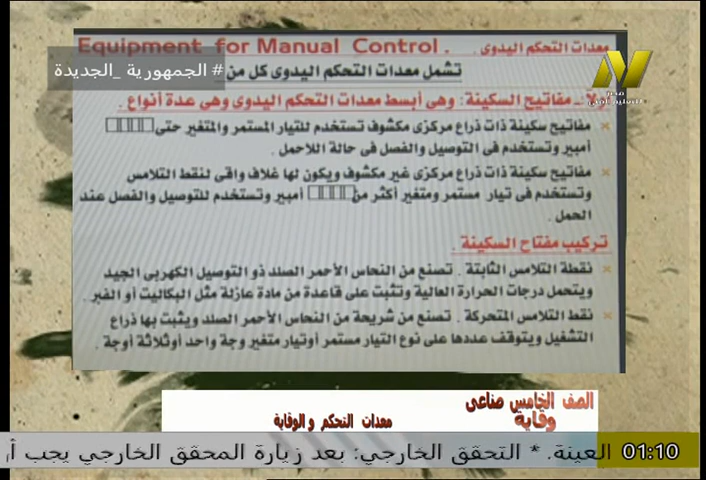 معدات التحكم اليدوى . Equipment for Manual Control .
# الجمهورية _الجديدة
تشمل معدات التحكم اليدوى كل من
مفاتيح السكينة : وهى أبسط معدات التحكم اليدوى وهى عدة أنواع .
مفاتيح سكينة ذات ذراع مركزى مكشوف تستخدم للتيار المستمر والمتغير حتى
أمبير وتستخدم فى التوصيل والفصل فى حالة اللاحمل .
مفاتيح سكينة ذات ذراع مركزى غير مكشوف ويكون لها غلاف واقى لنقط التلامس
وتستخدم فى تيار مستمر ومتغير أكثر من أمبير وتستخدم للتوصيل والفصل عند
الحمل .
تركيب مفتاح السكينة .
نقطة التلامس الثابتة . تصنع من النحاس الأحمر الصلد ذو التوصيل الكهربى الجيد
ويتحمل درجات الحرارة العالية وتثبت على قاعدة من مادة عازلة مثل البكاليت أو الفبر .
نقط التلامس المتحركة . تصنع من شريحة من النحاس الأحمر الصلد ويثبت بها ذراع
التشغيل ويتوقف عددها على نوع التيار مستمر أوتيار متغير وجة واحد أوثلاثة أوجة .
الصف الخامس صناعى
وقاية
معدات التحكم و الوقاية
العينة. * التحقق الخارجي: بعد زيارة المحقق الخارجي يجب
01:10